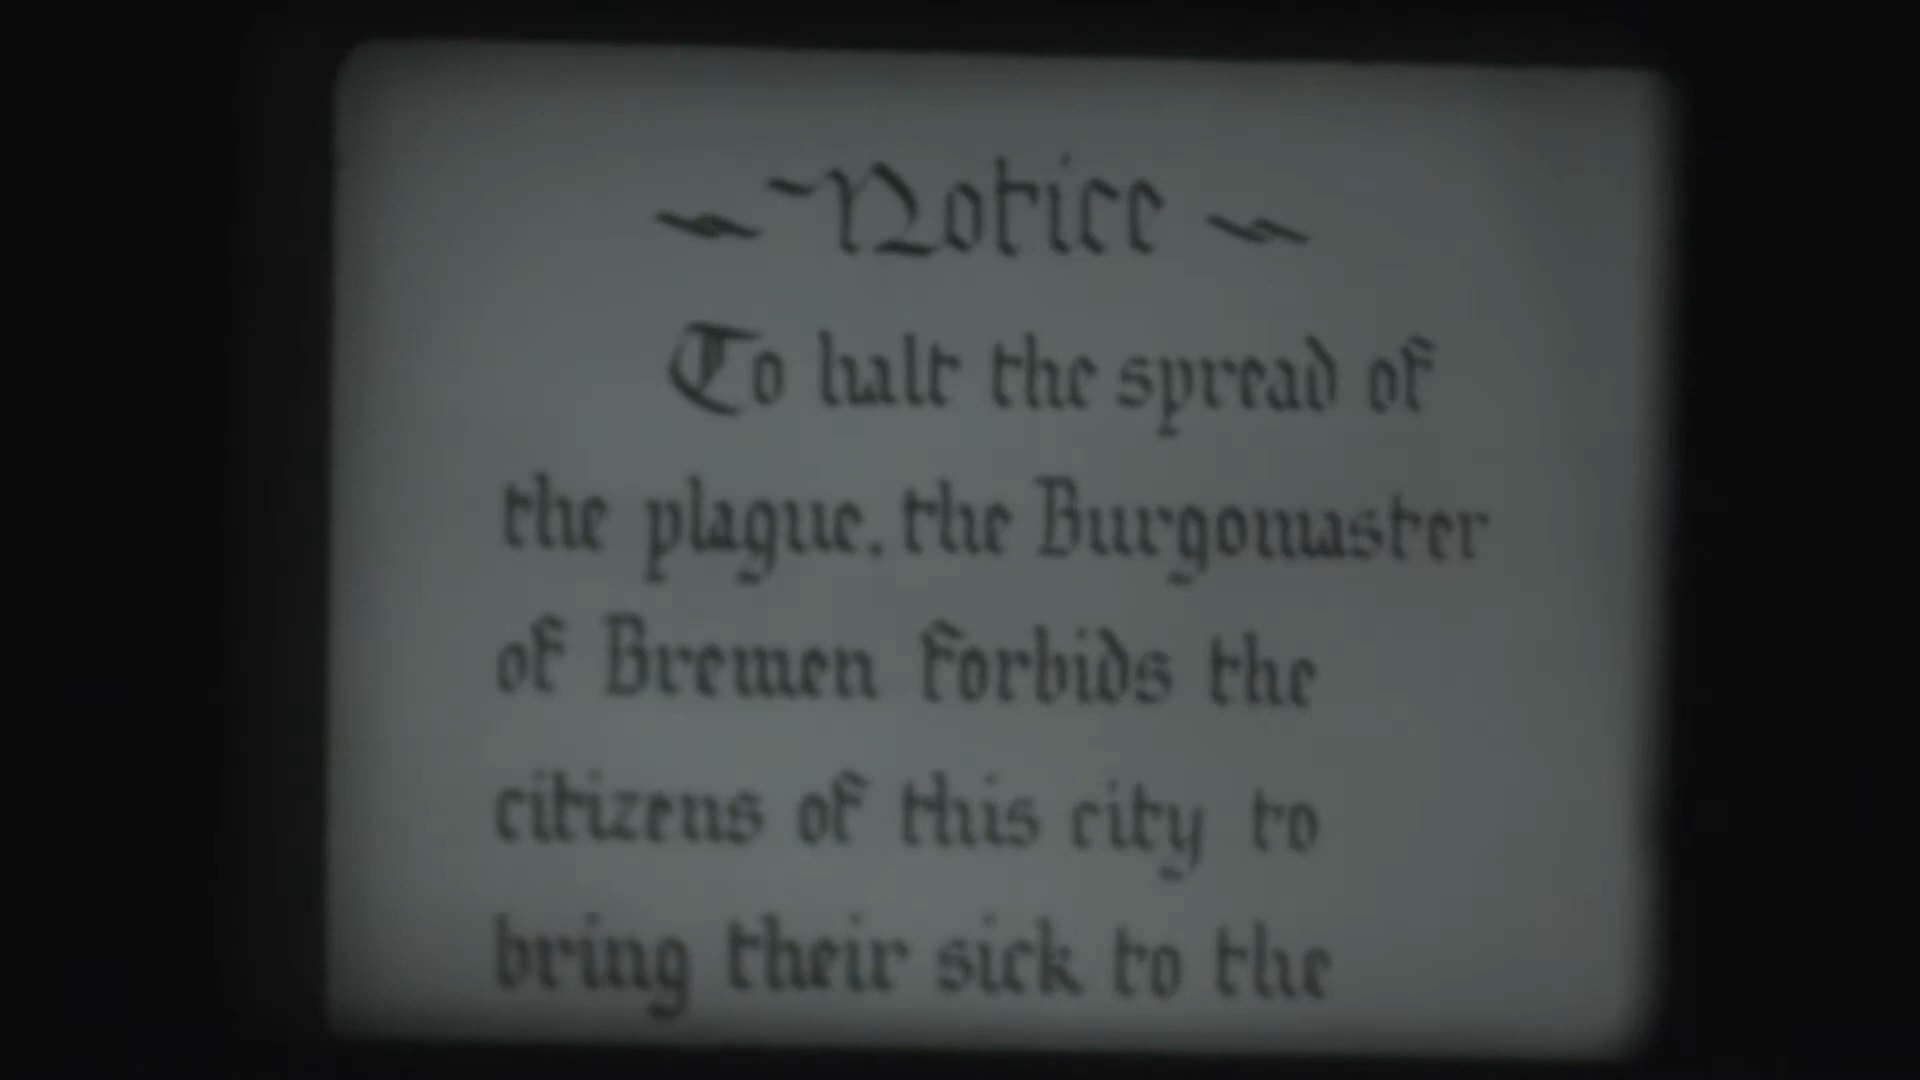 Notice
To halt the spread of
the plague, the Burgomaster
of Bremen forbids the
citizens of this city to
bring their sick to the